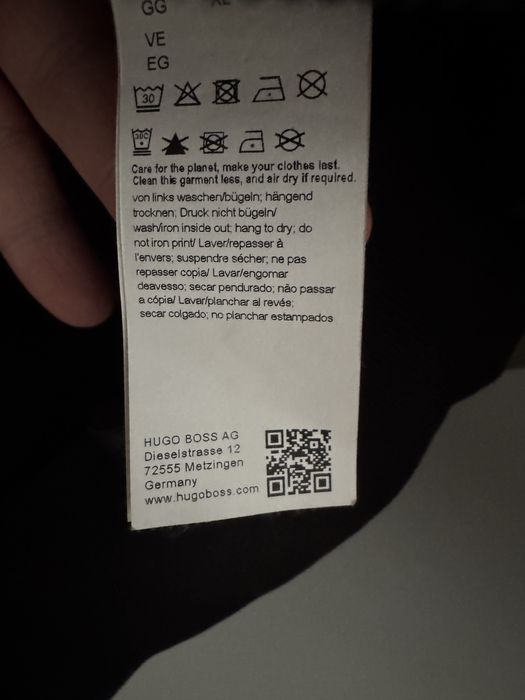 GG XL
VE
EG
30
30C
Care for the planet, make your clothes last.
Clean this garment less, and air dry if required.
von links waschen/bügeln; hängend
trocknen; Druck nicht bügeln/
wash/iron inside out; hang to dry; do
not iron print/ Laver/repasser à
l'envers; suspendre sécher; ne pas
repasser copia/ Lavar/engomar
deavesso; secar pendurado; não passar
a cópia/ Lavar/planchar al revés;
secar colgado; no planchar estampados
HUGO BOSS AG
Dieselstrasse 12
72555 Metzingen
Germany
www.hugoboss.com